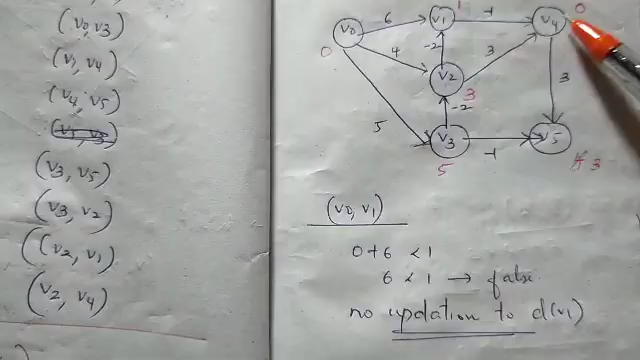 (v0, v3)
(v1, v4)
(v4, v5)
(v3, v5)
(v3, v2)
(v2, v1)
(v2, v4)
v0 6 v1 -1 v4
0 1 0
4 -2 3 3
v2 3
5 -2
v3 -1 v5
5 4 3
(v0, v1)
0+6 < 1
6 < 1 → false.
no updation to d(v1)